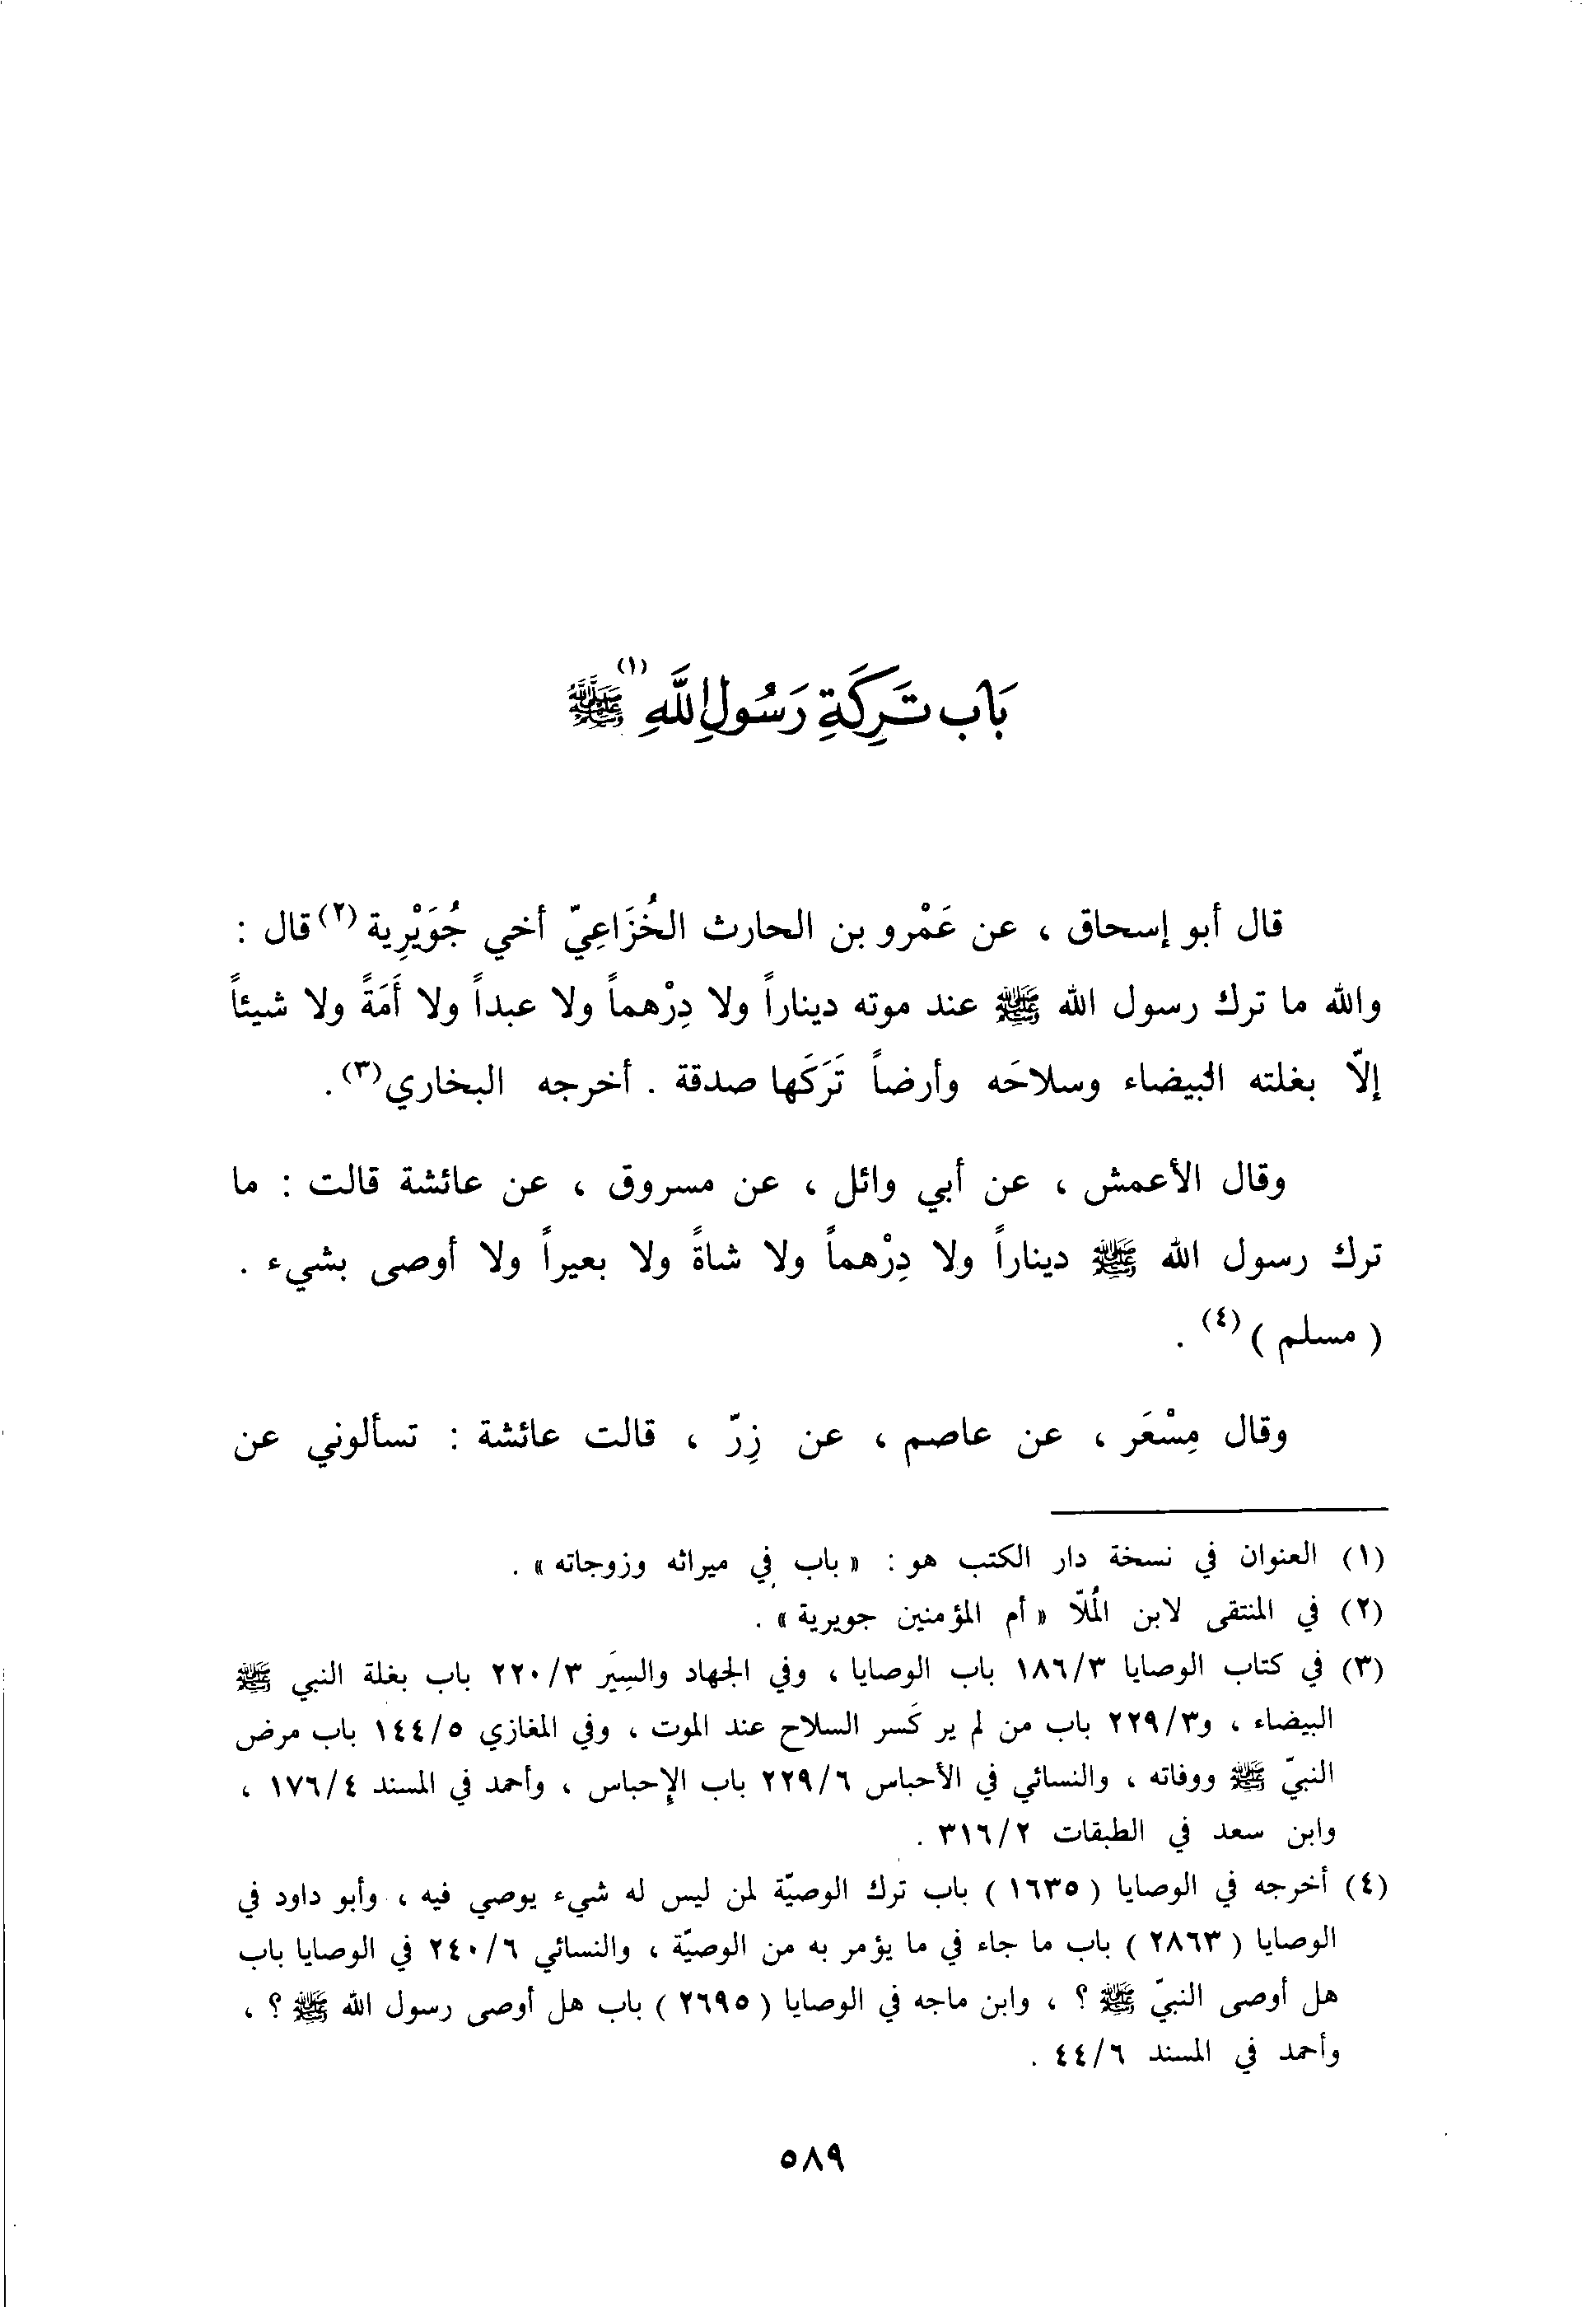 بَاب تَرِكَةِ رَسُولِ اللَّهِ ﷺ (١)
قال أبو إسحاق ، عن عَمْرو بن الحارث الخُزَاعِيّ أخي جُوَيْرِية (٢) قال :
والله ما ترك رسول الله ﷺ عند موته ديناراً ولا دِرْهماً ولا عبداً ولا أَمَةً ولا شيئاً
إلّا بغلته البيضاء وسلاحَه وأرضاً تَرَكَها صدقة . أخرجه البخاري (٣) .
وقال الأعمش ، عن أبي وائل ، عن مسروق ، عن عائشة قالت : ما
ترك رسول الله ﷺ ديناراً ولا دِرْهماً ولا شاةً ولا بعيراً ولا أوصى بشيء .
( مسلم ) (٤) .
وقال مِسْعَر ، عن عاصم ، عن زِرّ ، قالت عائشة : تسألوني عن
(١) العنوان في نسخة دار الكتب هو : « باب في ميراثه وزوجاته » .
(٢) في المنتقى لابن المُلّا « أم المؤمنين جويرية » .
(٣) في كتاب الوصايا ١٨٦/٣ باب الوصايا ، وفي الجهاد والسِيَر ٢٢٠/٣ باب بغلة النبي ﷺ
البيضاء ، و٢٢٩/٣ باب من لم ير كَسر السلاح عند الموت ، وفي المغازي ١٤٤/٥ باب مرض
النبيّ ﷺ ووفاته ، والنسائي في الأحباس ٢٢٩/٦ باب الإحباس ، وأحمد في المسند ١٧٦/٤ ،
وابن سعد في الطبقات ٣١٦/٢ .
(٤) أخرجه في الوصايا ( ١٦٣٥ ) باب ترك الوصيّة لمن ليس له شيء يوصي فيه ، وأبو داود في
الوصايا ( ٢٨٦٣ ) باب ما جاء في ما يؤمر به من الوصيّة ، والنسائي ٢٤٠/٦ في الوصايا باب
هل أوصى النبيّ ﷺ ؟ ، وابن ماجه في الوصايا ( ٢٦٩٥ ) باب هل أوصى رسول الله ﷺ ؟ ،
وأحمد في المسند ٤٤/٦ .
٥٨٩